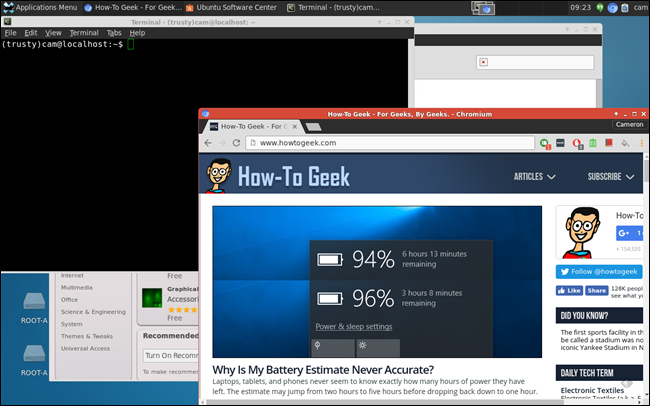 Applications Menu
How-To Geek - For Geek...
Ubuntu Software Center
Terminal - (trusty)cam...
09:23
cam
Terminal - (trusty)cam@localhost: ~
File Edit View Terminal Tabs Help
(trusty)cam@localhost:~$
How-To Geek - For Geeks, By Geeks. - Chromium
How-To Geek - For G
Cameron
www.howtogeek.com
How-To Geek
ARTICLES
SUBSCRIBE
94%
6 hours 13 minutes
remaining
96%
3 hours 8 minutes
remaining
Power & sleep settings
Why Is My Battery Estimate Never Accurate?
Laptops, tablets, and phones never seem to know exactly how many hours of power they have
left. The estimate may jump from two hours to five hours before dropping back down to one hour.
How-To
G+
+ 154,535
Follow @howtogeek
Like
Share
128K people
see what yo
DID YOU KNOW?
The first sports facility in th
be called a stadium was no
iconic Yankee Stadium in N
DAILY TECH TERM
Electronic Textiles
Internet
Multimedia
Office
Science & Engineering
System
Themes & Tweaks
Universal Access
Free
Graphical
Accessori
Free
Recommended
Turn On Recomm
To make recommen
ROOT-A
ROOT-A